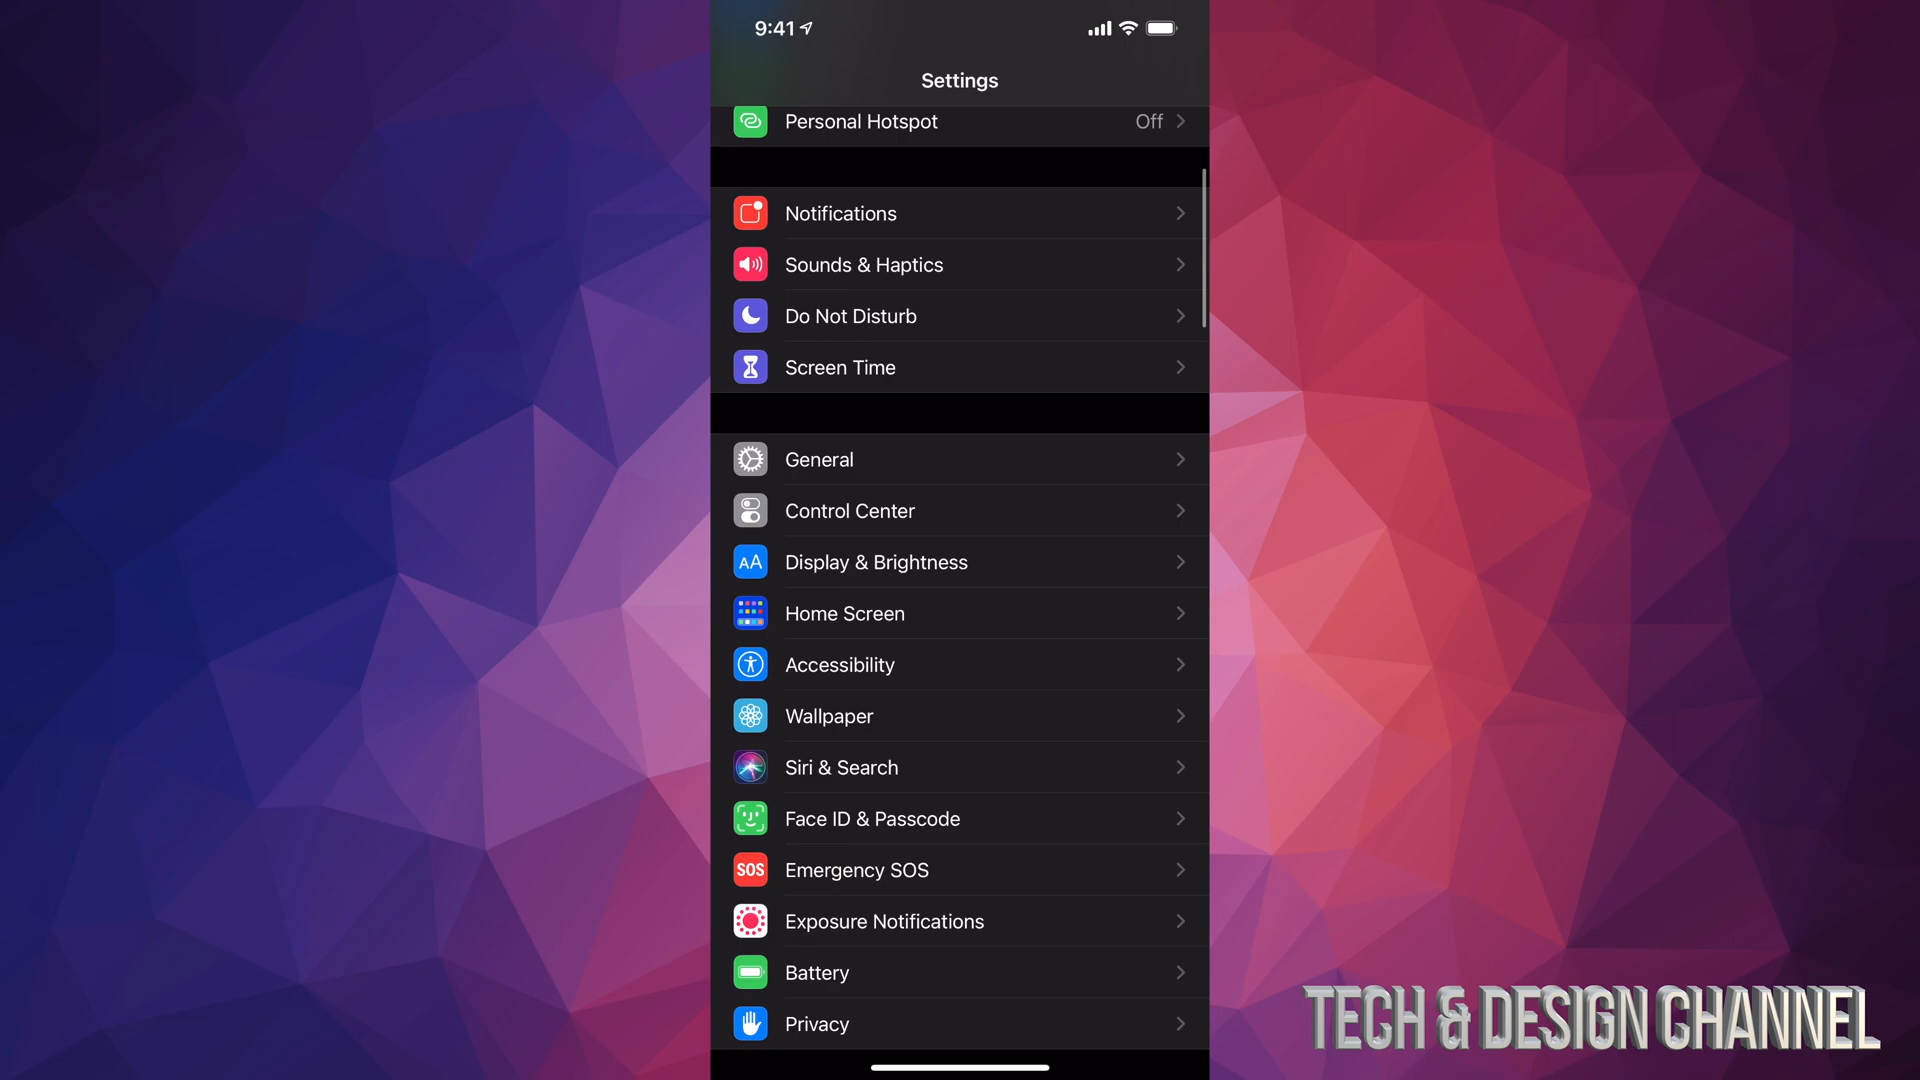 9:41
Settings
Personal Hotspot Off
Notifications
Sounds & Haptics
Do Not Disturb
Screen Time
General
Control Center
AA Display & Brightness
Home Screen
Accessibility
Wallpaper
Siri & Search
Face ID & Passcode
SOS Emergency SOS
Exposure Notifications
Battery
Privacy
TECH & DESIGN CHANNEL